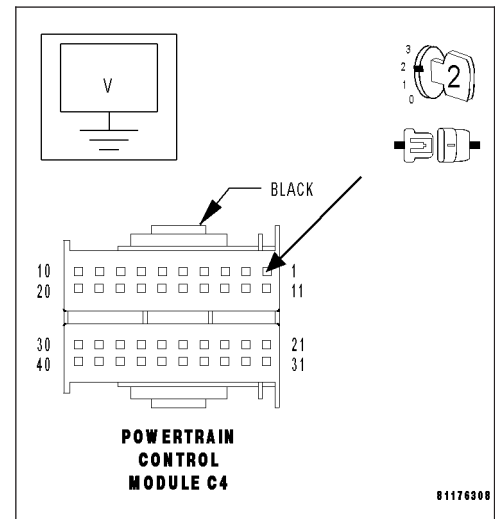 V
3
2
1
0
2
BLACK
10 1
20 11
30 21
40 31
POWERTRAIN
CONTROL
MODULE C4
81176308